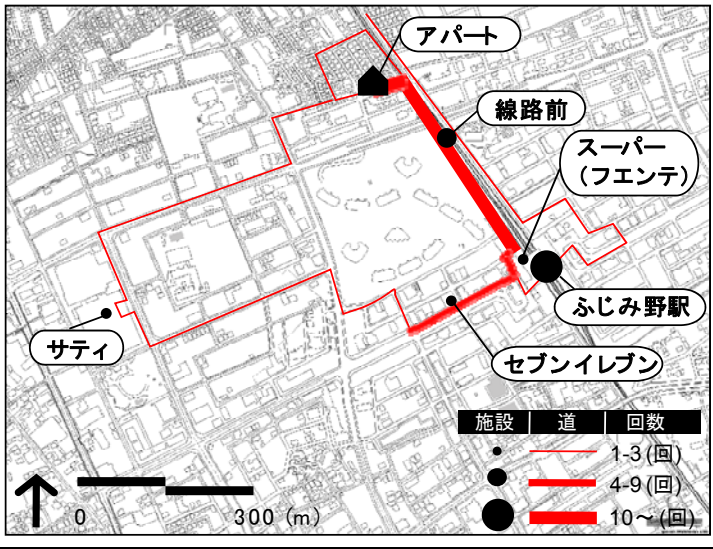 アパート
線路前
スーパー
（フエンテ）
ふじみ野駅
サティ
セブンイレブン
施設 道 回数
1-3 (回)
4-9 (回)
10～ (回)
0 300（m）